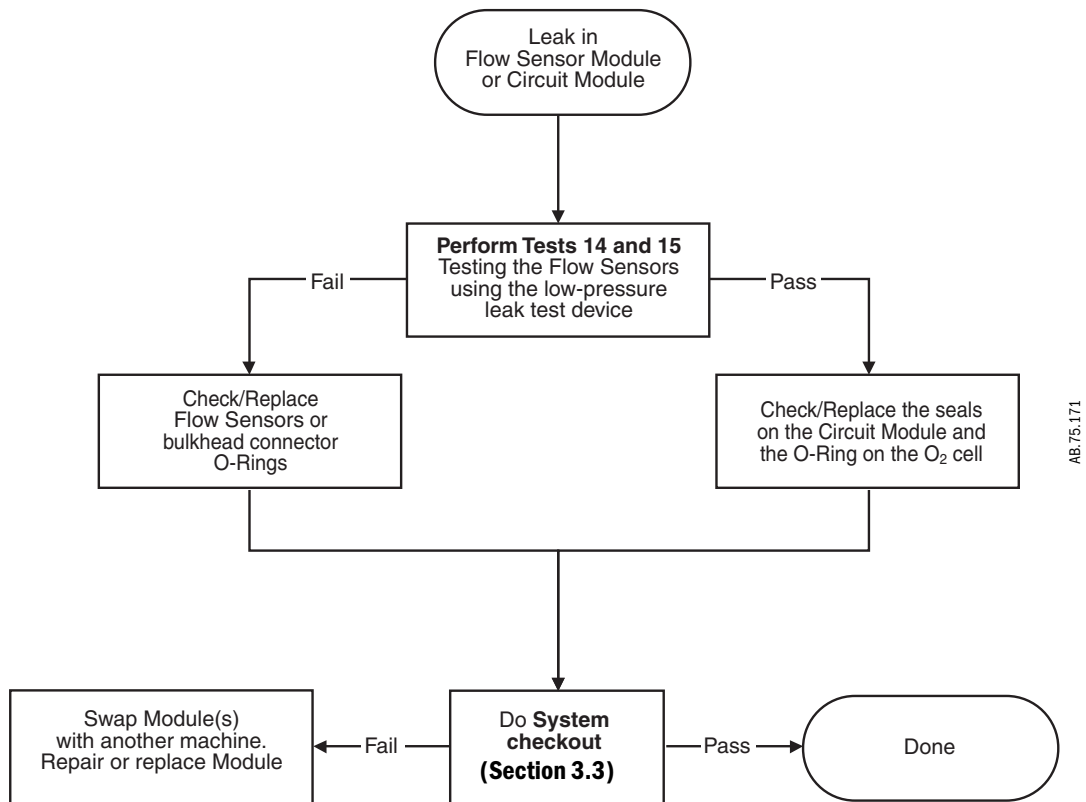 Leak in
Flow Sensor Module
or Circuit Module
Perform Tests 14 and 15
Testing the Flow Sensors
using the low-pressure
leak test device
Fail
Pass
Check/Replace
Flow Sensors or
bulkhead connector
O-Rings
Check/Replace the seals
on the Circuit Module and
the O-Ring on the O₂ cell
AB.75.171
Swap Module(s)
with another machine.
Repair or replace Module
Fail
Do System
checkout
(Section 3.3)
Pass
Done